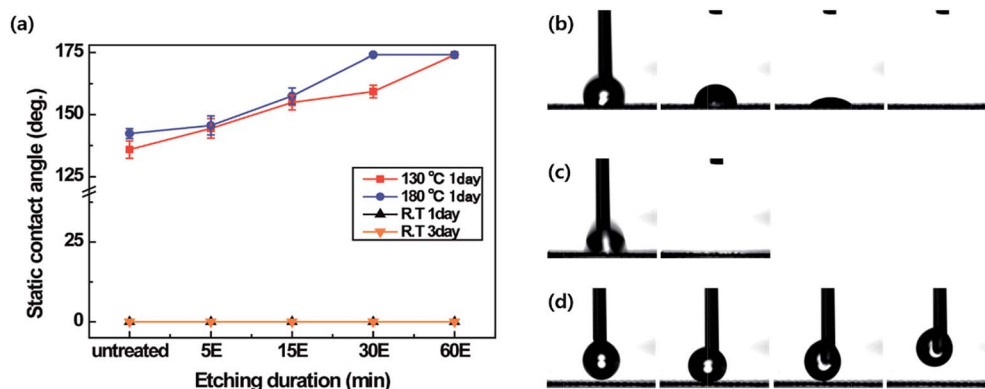 (a)
175
150
125
25
0
Static contact angle (deg.)
130 °C 1day
180 °C 1day
R.T 1day
R.T 3day
untreated 5E 15E 30E 60E
Etching duration (min)
(b)
(c)
(d)